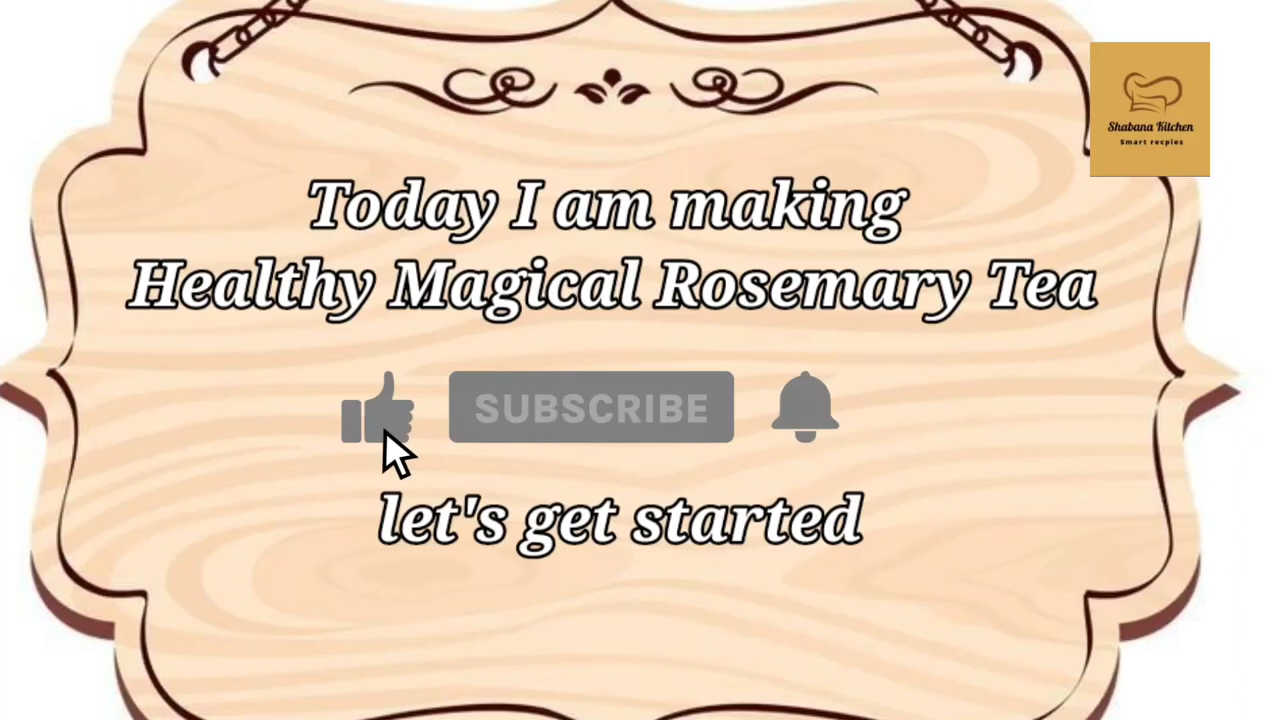 Shabana Kitchen
Smart recpies
Today I am making
Healthy Magical Rosemary Tea
SUBSCRIBE
let's get started